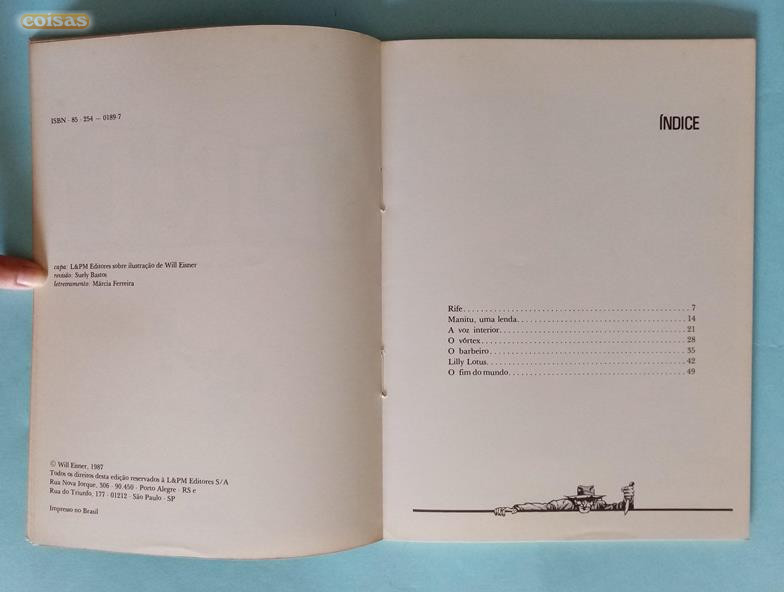 coisas
ISBN - 85 - 254 - 0189-7
capa: L&PM Editores sobre ilustração de Will Eisner
revisão: Suely Bastos
letreiramento: Márcia Ferreira
© Will Eisner, 1987
Todos os direitos desta edição reservados à L&PM Editores S/A
Rua Nova Iorque, 306 - 90.450 - Porto Alegre - RS e
Rua do Triunfo, 177 - 01212 - São Paulo - SP
Impresso no Brasil
ÍNDICE
Rife 7
Manitu, uma lenda 14
A voz interior 21
O vôrtex 28
O barbeiro 35
Lilly Lotus 42
O fim do mundo 49